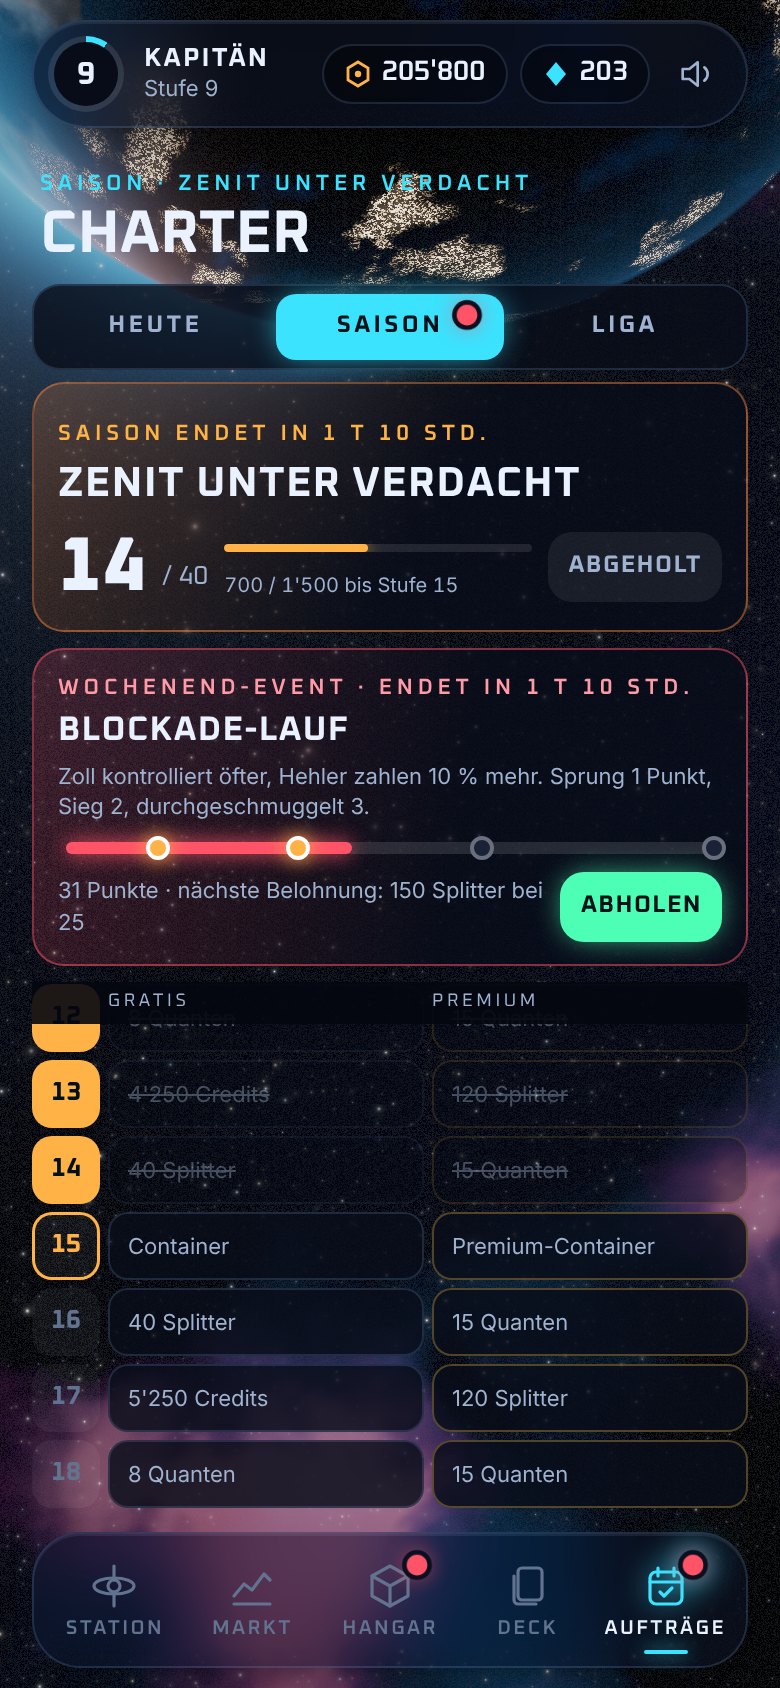 9
KAPITÄN
Stufe 9
205'800
203
SAISON · ZENIT UNTER VERDACHT
CHARTER
HEUTE
SAISON
LIGA
SAISON ENDET IN 1 T 10 STD.
ZENIT UNTER VERDACHT
14 / 40
700 / 1'500 bis Stufe 15
ABGEHOLT
WOCHENEND-EVENT · ENDET IN 1 T 10 STD.
BLOCKADE-LAUF
Zoll kontrolliert öfter, Hehler zahlen 10 % mehr. Sprung 1 Punkt,
Sieg 2, durchgeschmuggelt 3.
31 Punkte · nächste Belohnung: 150 Splitter bei
25
ABHOLEN
GRATIS
PREMIUM
12
8 Quanten
15 Quanten
13
4'250 Credits
120 Splitter
14
40 Splitter
15 Quanten
15
Container
Premium-Container
16
40 Splitter
15 Quanten
17
5'250 Credits
120 Splitter
18
8 Quanten
15 Quanten
STATION
MARKT
HANGAR
DECK
AUFTRÄGE